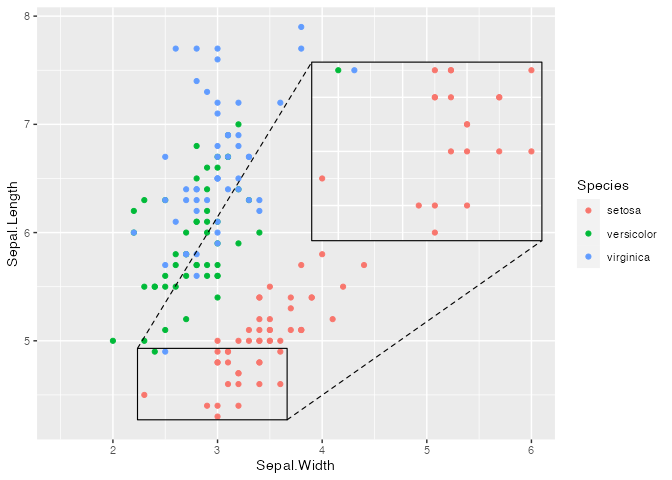 8
7
6
5
Sepal.Length
2 3 4 5 6
Sepal.Width
Species
setosa
versicolor
virginica